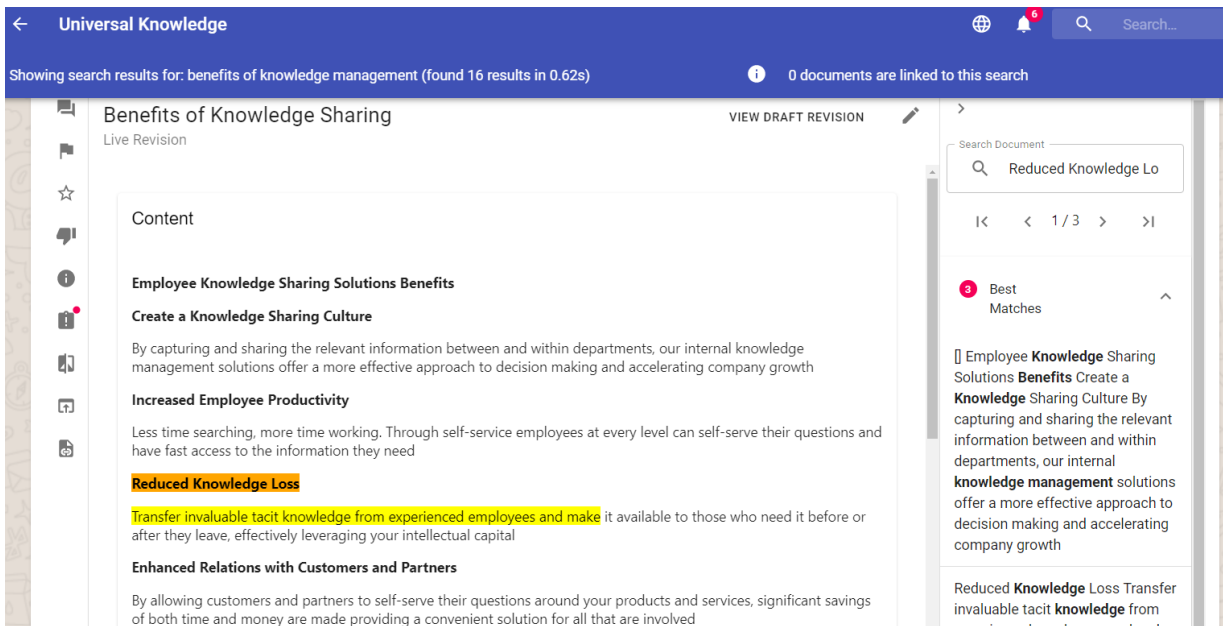 Universal Knowledge
6
Search...
Showing search results for: benefits of knowledge management (found 16 results in 0.62s)
0 documents are linked to this search
Benefits of Knowledge Sharing
VIEW DRAFT REVISION
Live Revision
Content
Employee Knowledge Sharing Solutions Benefits
Create a Knowledge Sharing Culture
By capturing and sharing the relevant information between and within departments, our internal knowledge
management solutions offer a more effective approach to decision making and accelerating company growth
Increased Employee Productivity
Less time searching, more time working. Through self-service employees at every level can self-serve their questions and
have fast access to the information they need
Reduced Knowledge Loss
Transfer invaluable tacit knowledge from experienced employees and make it available to those who need it before or
after they leave, effectively leveraging your intellectual capital
Enhanced Relations with Customers and Partners
By allowing customers and partners to self-serve their questions around your products and services, significant savings
of both time and money are made providing a convenient solution for all that are involved
Search Document
Reduced Knowledge Lo
1 / 3
3
Best
Matches
[] Employee Knowledge Sharing
Solutions Benefits Create a
Knowledge Sharing Culture By
capturing and sharing the relevant
information between and within
departments, our internal
knowledge management solutions
offer a more effective approach to
decision making and accelerating
company growth
Reduced Knowledge Loss Transfer
invaluable tacit knowledge from